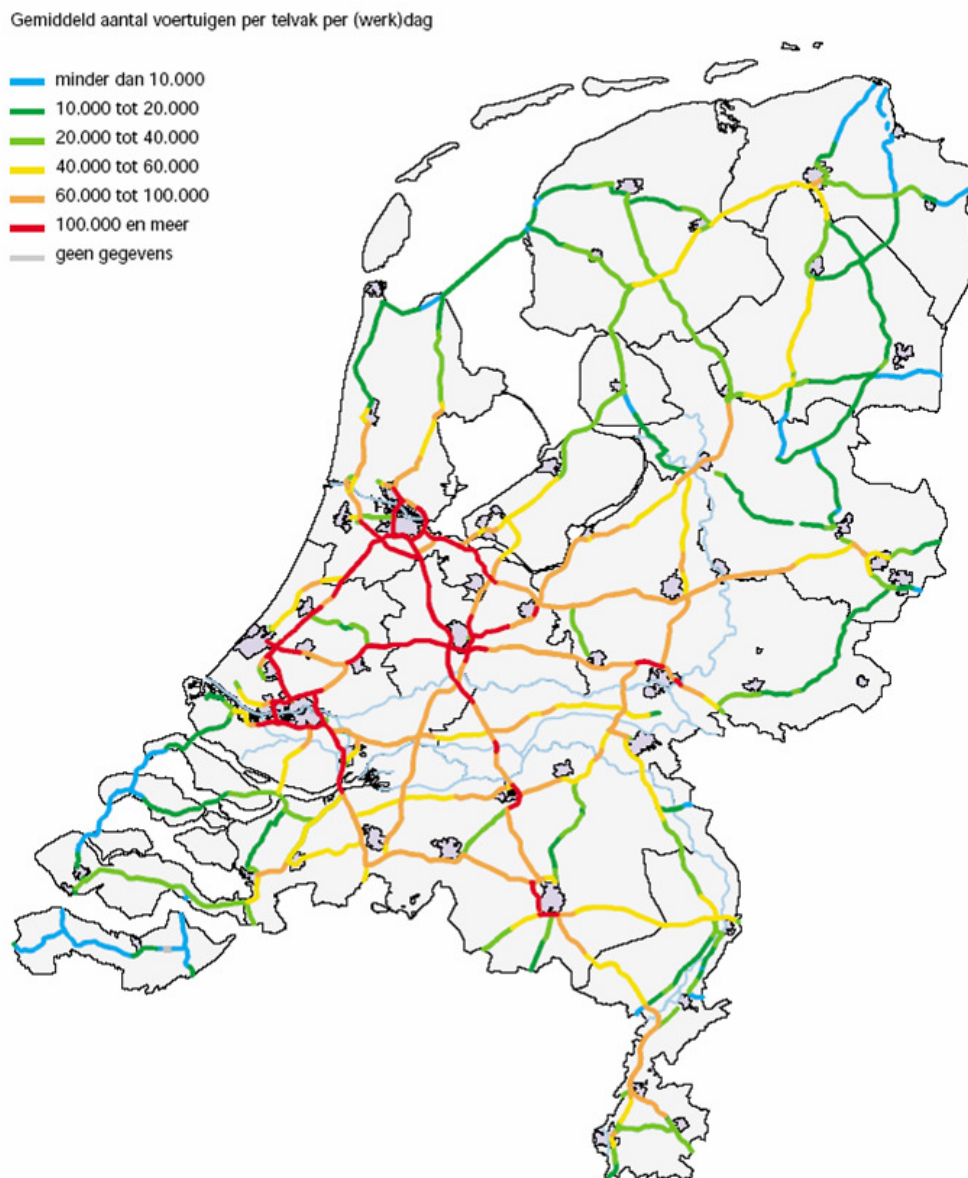 Gemiddeld aantal voertuigen per telvak per (werk)dag
minder dan 10.000
10.000 tot 20.000
20.000 tot 40.000
40.000 tot 60.000
60.000 tot 100.000
100.000 en meer
geen gegevens